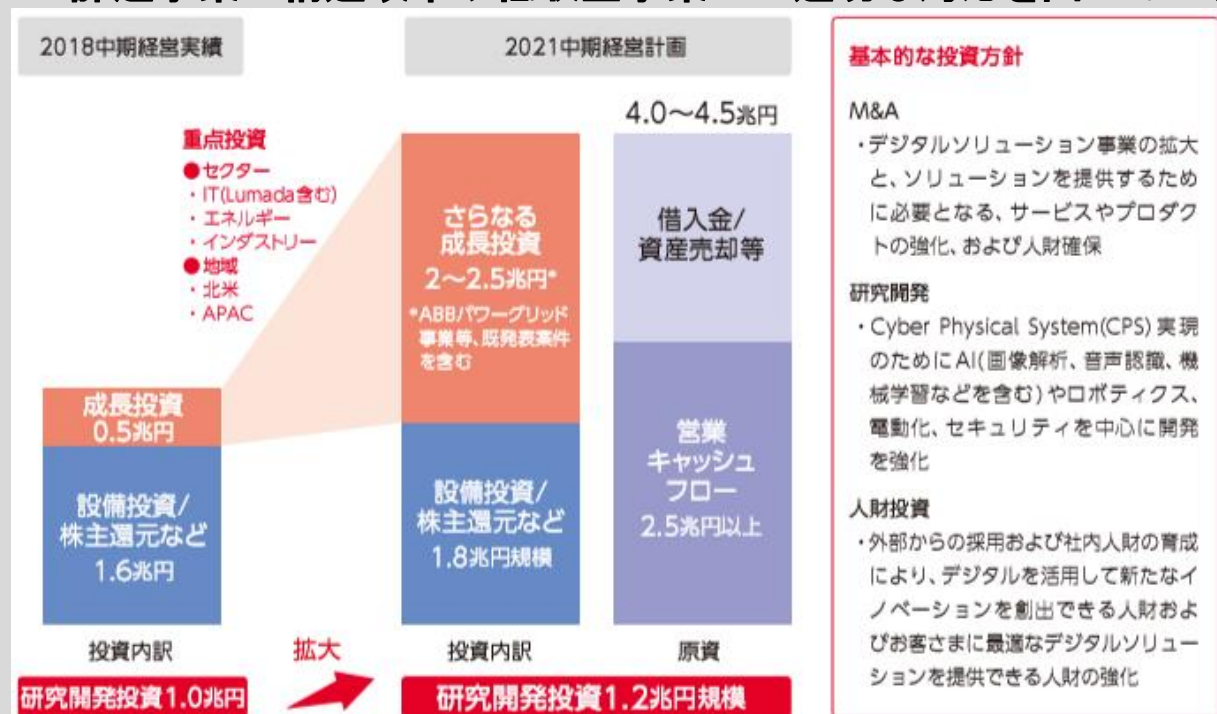 2018中期経営実績
2021中期経営計画
4.0～4.5兆円
重点投資
●セクター
・IT(Lumada含む)
・エネルギー
・インダストリー
●地域
・北米
・APAC
成長投資
0.5兆円
設備投資/
株主還元など
1.6兆円
投資内訳
研究開発投資1.0兆円
拡大
さらなる
成長投資
2～2.5兆円*
*ABBパワーグリッド
事業等、既発表案件
を含む
設備投資/
株主還元など
1.8兆円規模
投資内訳
借入金/
資産売却等
営業
キャッシュ
フロー
2.5兆円以上
原資
研究開発投資1.2兆円規模
基本的な投資方針
M&A
・デジタルソリューション事業の拡大
と、ソリューションを提供するため
に必要となる、サービスやプロダク
トの強化、および人財確保
研究開発
・Cyber Physical System(CPS)実現
のためにAI(画像解析、音声認識、機
械学習などを含む)やロボティクス、
電動化、セキュリティを中心に開発
を強化
人財投資
・外部からの採用および社内人財の育成
により、デジタルを活用して新たなイ
ノベーションを創出できる人財およ
びお客さまに最適なデジタルソリュー
ションを提供できる人財の強化